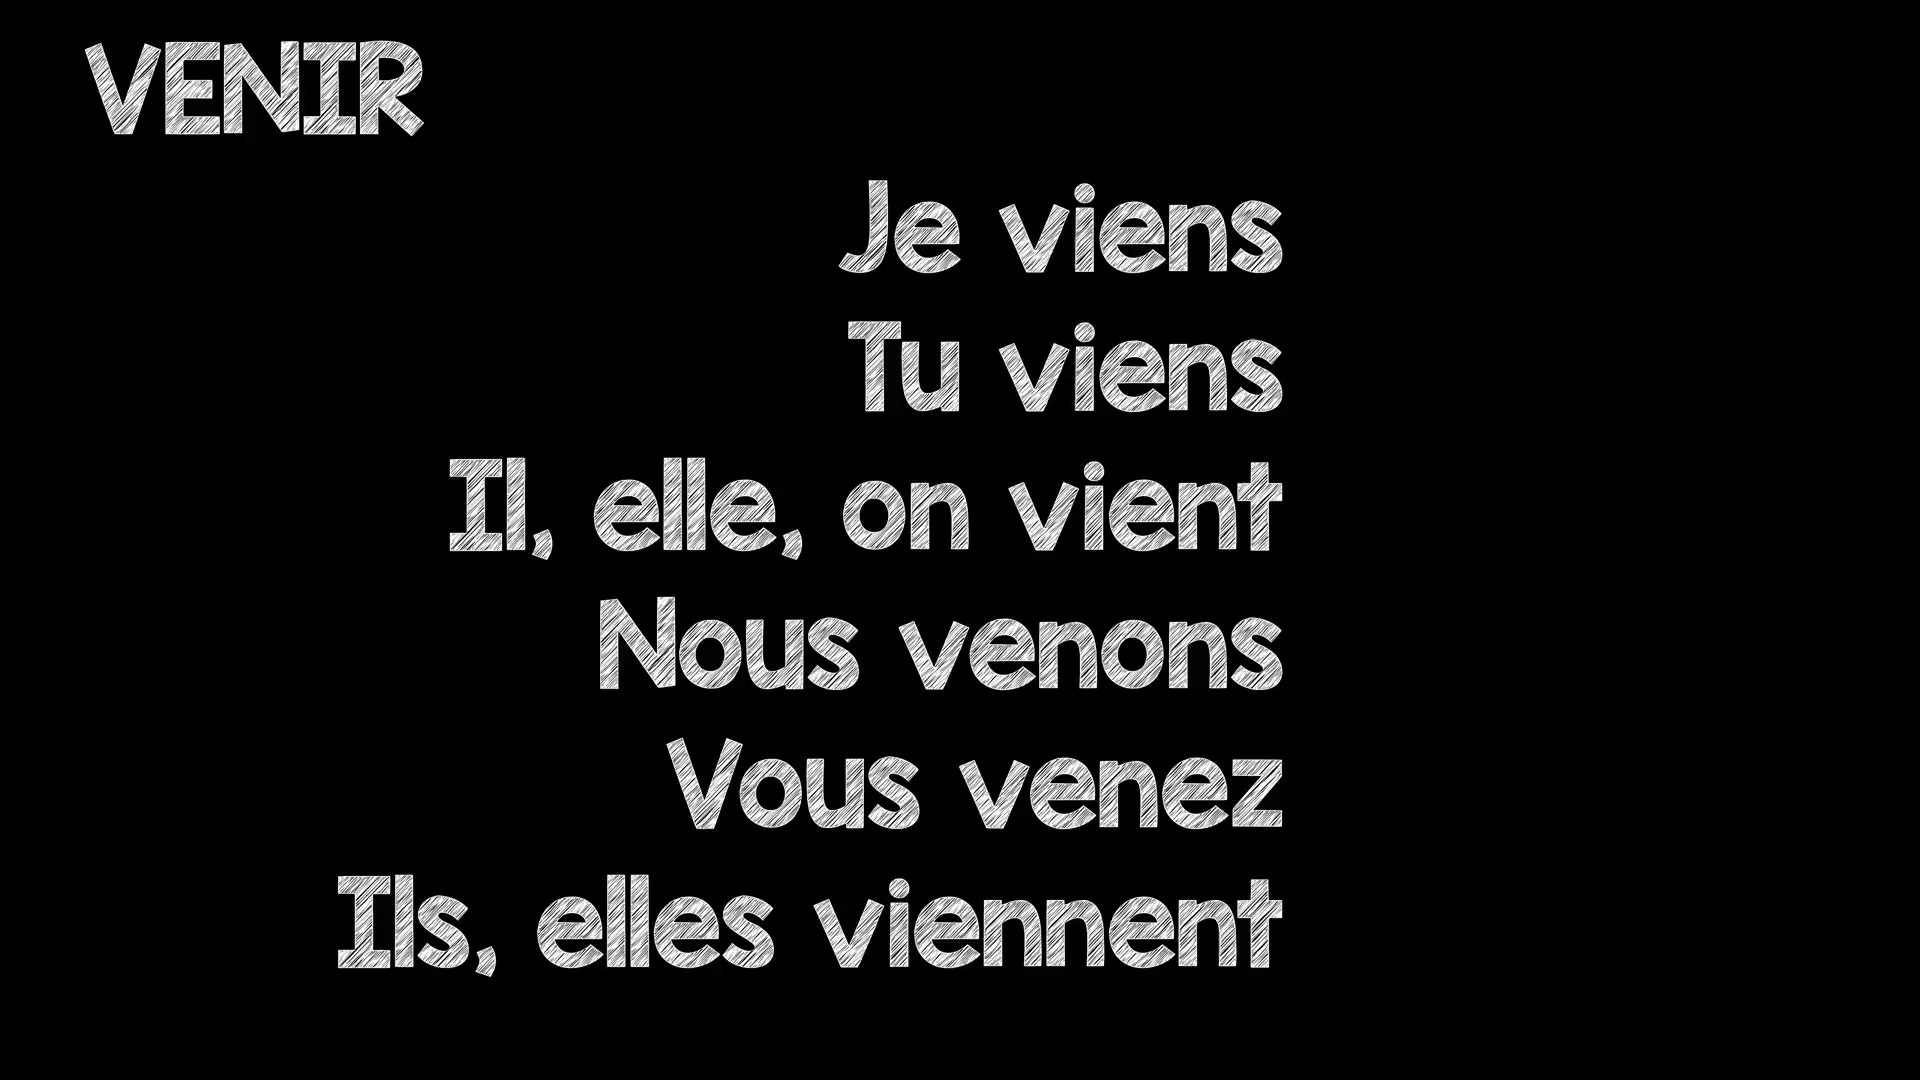 VENIR
Je viens
Tu viens
Il, elle, on vient
Nous venons
Vous venez
Ils, elles viennent